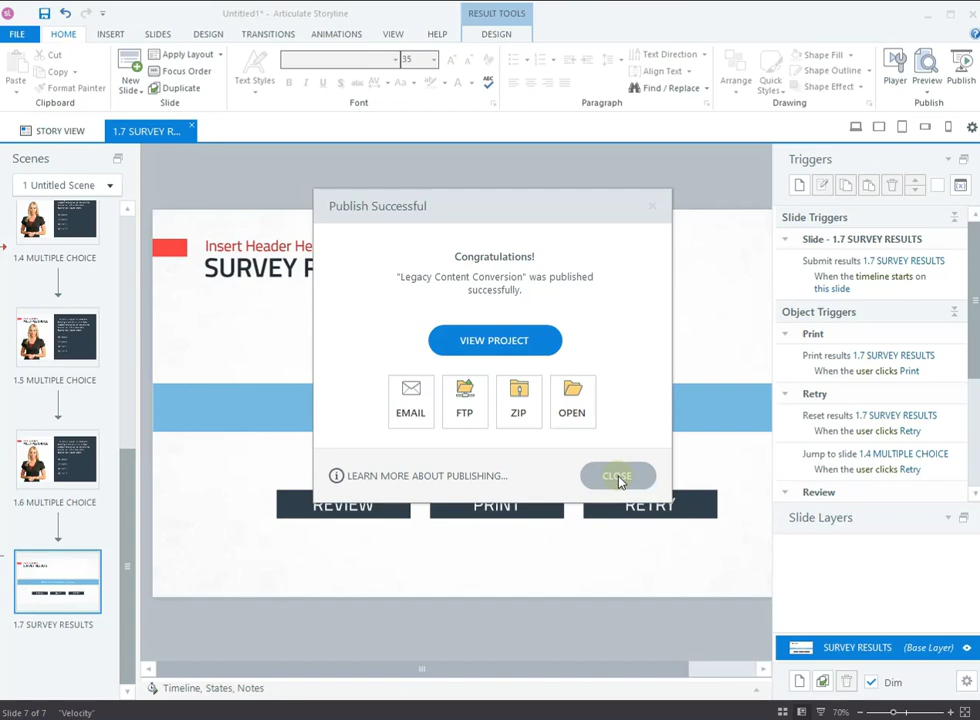 Untitled1* - Articulate Storyline
RESULT TOOLS
FILE HOME INSERT SLIDES DESIGN TRANSITIONS ANIMATIONS VIEW HELP DESIGN
Paste
Cut
Copy
Format Painter
Clipboard
New Slide
Apply Layout
Focus Order
Duplicate
Slide
Text Styles
35
B I U S
Font
Text Direction
Align Text
Find / Replace
Paragraph
Arrange
Quick Styles
Shape Fill
Shape Outline
Shape Effect
Drawing
Player
Preview
Publish
Publish
STORY VIEW
1.7 SURVEY R...
Scenes
1 Untitled Scene
1.4 MULTIPLE CHOICE
1.5 MULTIPLE CHOICE
1.6 MULTIPLE CHOICE
1.7 SURVEY RESULTS
Insert Header He
SURVEY R
REVIEW
PRINT
RETRY
Publish Successful
Congratulations!
"Legacy Content Conversion" was published
successfully.
VIEW PROJECT
EMAIL
FTP
ZIP
OPEN
LEARN MORE ABOUT PUBLISHING...
CLOSE
Triggers
Slide Triggers
Slide - 1.7 SURVEY RESULTS
Submit results 1.7 SURVEY RESULTS
When the timeline starts on
this slide
Object Triggers
Print
Print results 1.7 SURVEY RESULTS
When the user clicks Print
Retry
Reset results 1.7 SURVEY RESULTS
When the user clicks Retry
Jump to slide 1.4 MULTIPLE CHOICE
When the user clicks Retry
Review
Slide Layers
SURVEY RESULTS (Base Layer)
Dim
Timeline, States, Notes
Slide 7 of 7
"Velocity"
70%